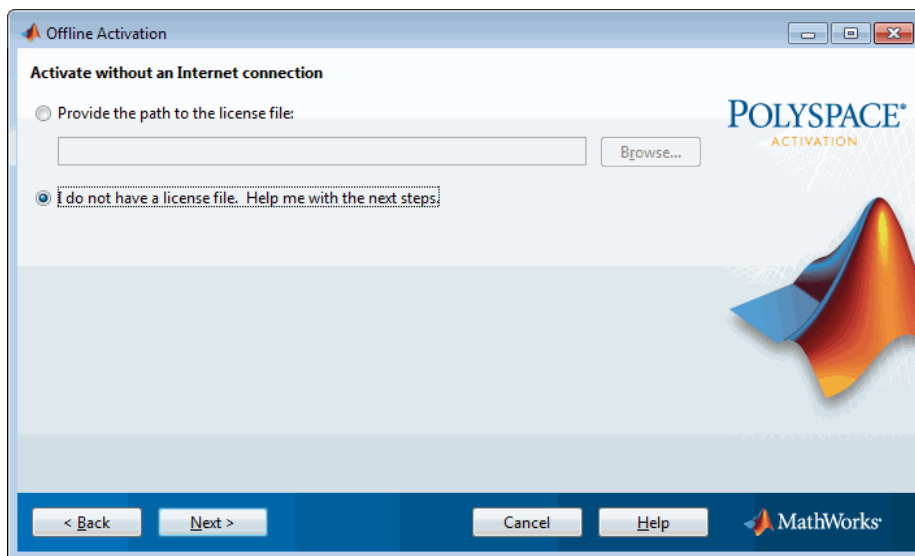 Offline Activation
Activate without an Internet connection
Provide the path to the license file:
Browse...
I do not have a license file.  Help me with the next steps.
POLYSPACE®
ACTIVATION
< Back
Next >
Cancel
Help
MathWorks®